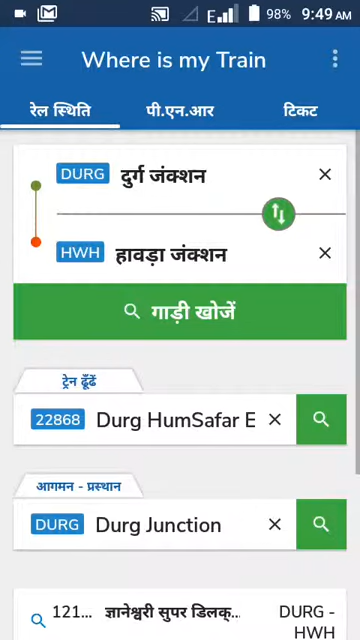 E 98% 9:49 AM
Where is my Train
रेल स्थिति पी.एन.आर टिकट
DURG दुर्ग जंक्शन
HWH हावड़ा जंक्शन
गाड़ी खोजें
ट्रेन ढूँढें
22868 Durg HumSafar E
आगमन - प्रस्थान
DURG Durg Junction
121... ज्ञानेश्वरी सुपर डिलक्... DURG -
HWH